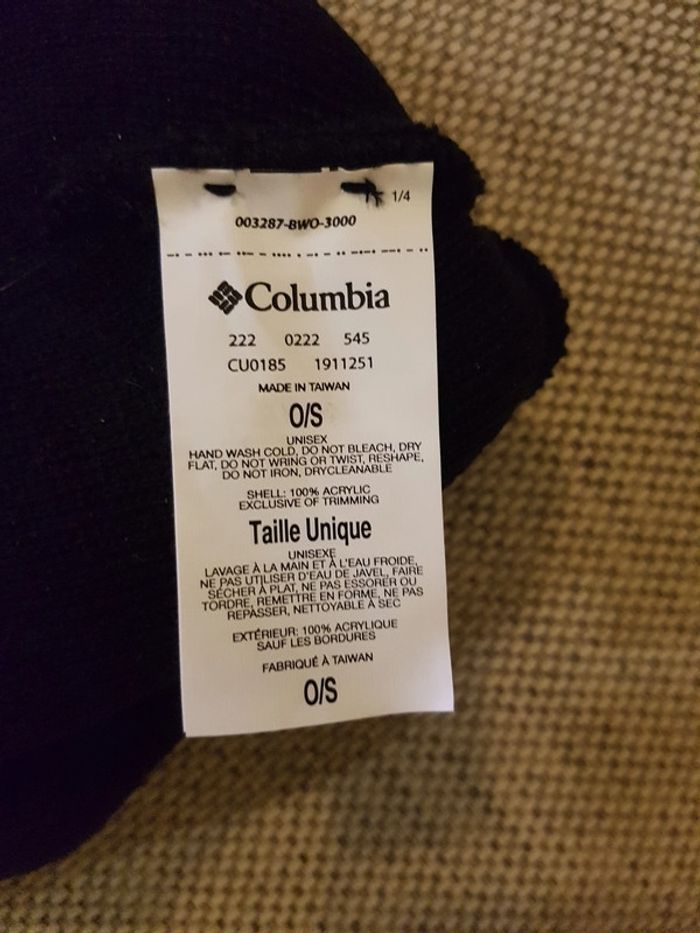 1/4
003287-BWO-3000
Columbia
222 0222 545
CU0185 1911251
MADE IN TAIWAN
O/S
UNISEX
HAND WASH COLD, DO NOT BLEACH, DRY
FLAT, DO NOT WRING OR TWIST, RESHAPE,
DO NOT IRON, DRYCLEANABLE
SHELL: 100% ACRYLIC
EXCLUSIVE OF TRIMMING
Taille Unique
UNISEXE
LAVAGE À LA MAIN ET À L'EAU FROIDE,
NE PAS UTILISER D'EAU DE JAVEL, FAIRE
SÉCHER À PLAT, NE PAS ESSORER OU
TORDRE, REMETTRE EN FORME, NE PAS
REPASSER, NETTOYABLE À SEC
EXTÉRIEUR: 100% ACRYLIQUE
SAUF LES BORDURES
FABRIQUÉ À TAIWAN
O/S